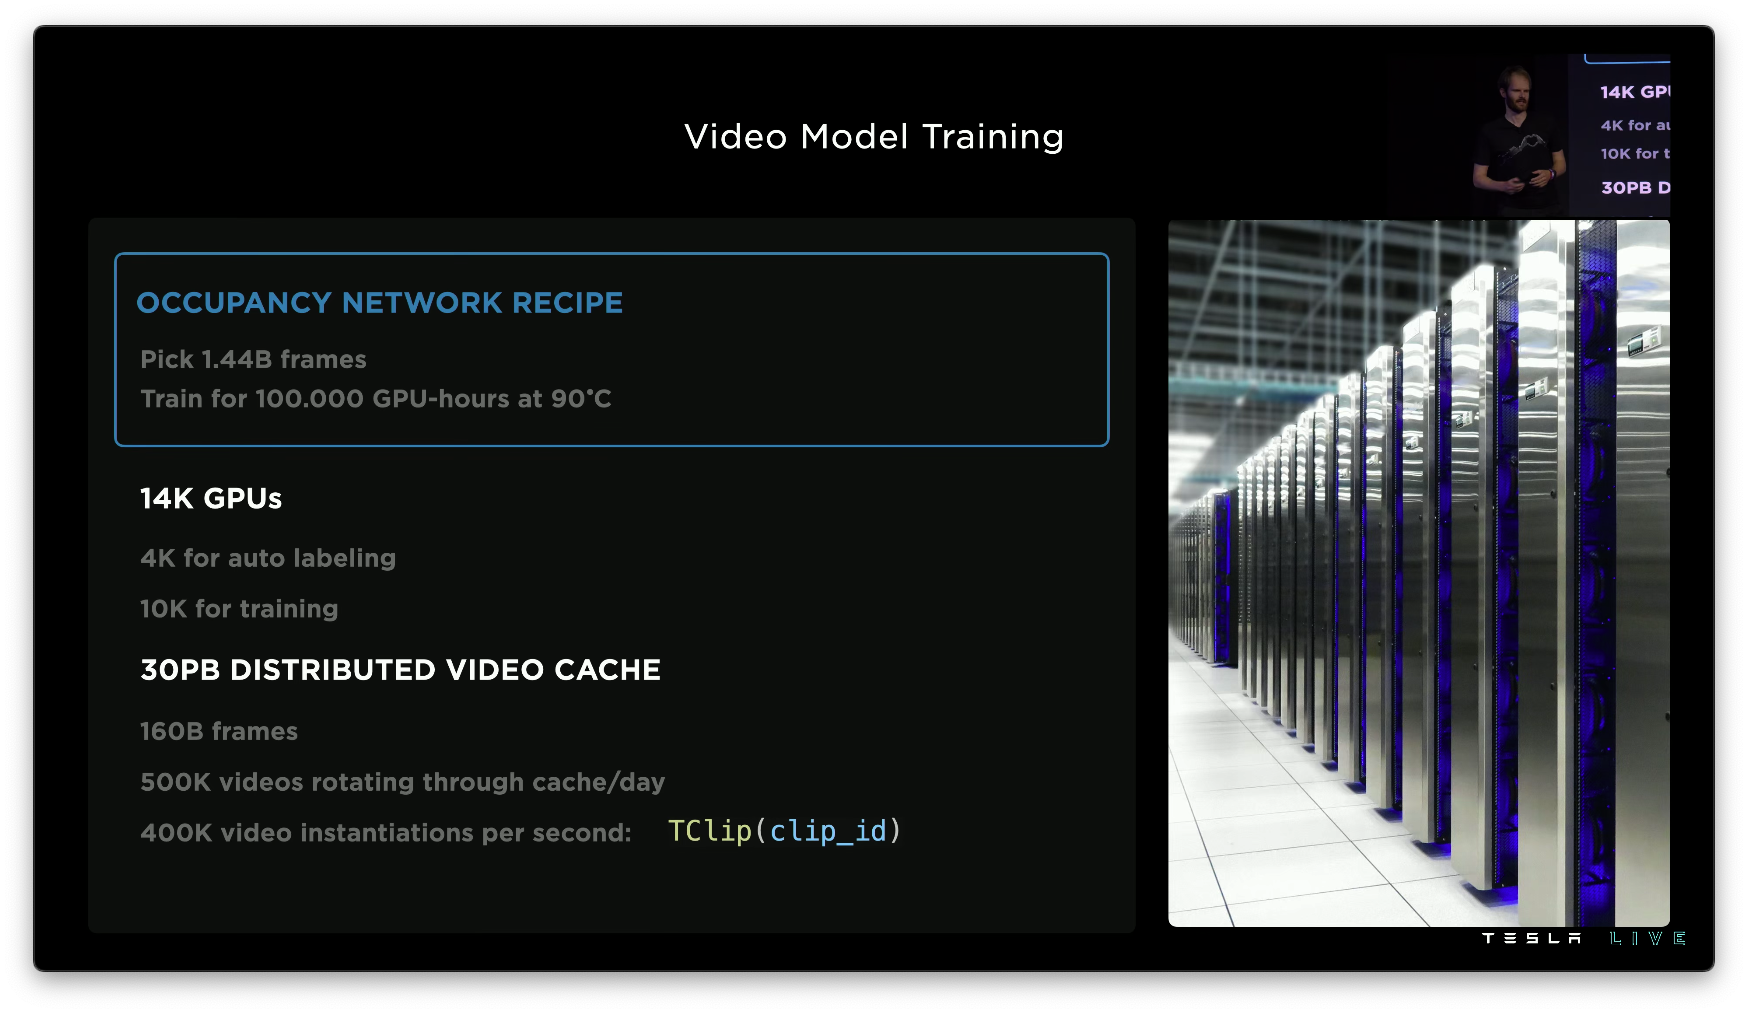 Video Model Training
14K GPU
4K for au
10K for t
30PB D
OCCUPANCY NETWORK RECIPE
Pick 1.44B frames
Train for 100.000 GPU-hours at 90°C
14K GPUs
4K for auto labeling
10K for training
30PB DISTRIBUTED VIDEO CACHE
160B frames
500K videos rotating through cache/day
400K video instantiations per second: TClip(clip_id)
TESLA LIVE